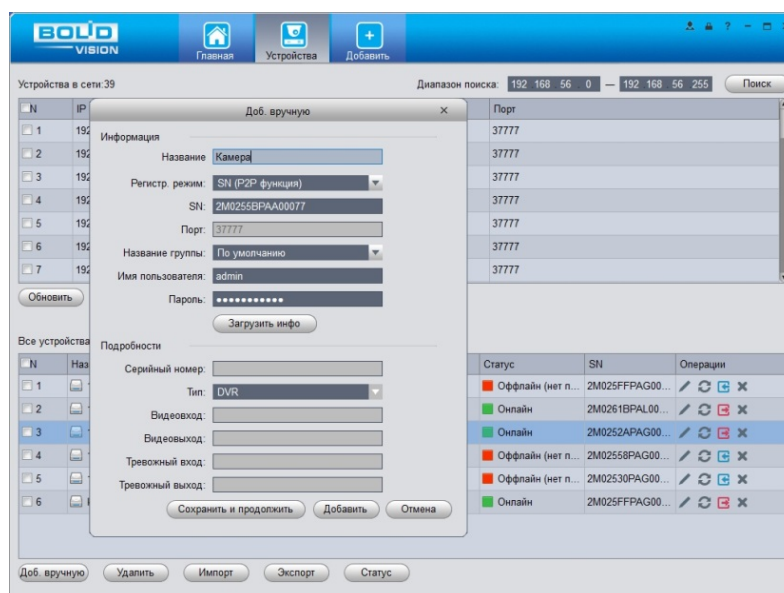 BOLID
VISION
Главная
Устройства
Добавить
Устройства в сети:39
Диапазон поиска: 192 168 56 0 — 192 168 56 255 Поиск
N IP Порт
1 192 37777
2 192 37777
3 192 37777
4 192 37777
5 192 37777
6 192 37777
7 192 37777
Обновить
Доб. вручную
Информация
Название Камера
Регистр. режим: SN (P2P функция)
SN: 2M0255BPAA00077
Порт: 37777
Название группы: По умолчанию
Имя пользователя: admin
Пароль: •••••••••••
Загрузить инфо
Подробности
Серийный номер:
Тип: DVR
Видеовход:
Видеовыход:
Тревожный вход:
Тревожный выход:
Сохранить и продолжить Добавить Отмена
Все устройства
N Наз Статус SN Операции
1 Оффлайн (нет п... 2M025FFPAG00...
2 Онлайн 2M0261BPAL00...
3 Онлайн 2M0252APAG00...
4 Оффлайн (нет п... 2M02558PAG00...
5 Оффлайн (нет п... 2M02530PAG00...
6 Онлайн 2M025FFPAG00...
Доб. вручную Удалить Импорт Экспорт Статус